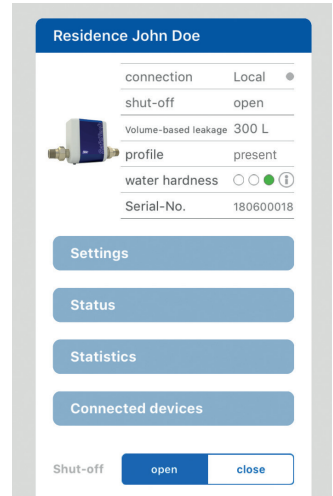 Residence John Doe
connection Local
shut-off open
Volume-based leakage 300 L
profile present
water hardness
Serial-No. 180600018
Settings
Status
Statistics
Connected devices
Shut-off open close